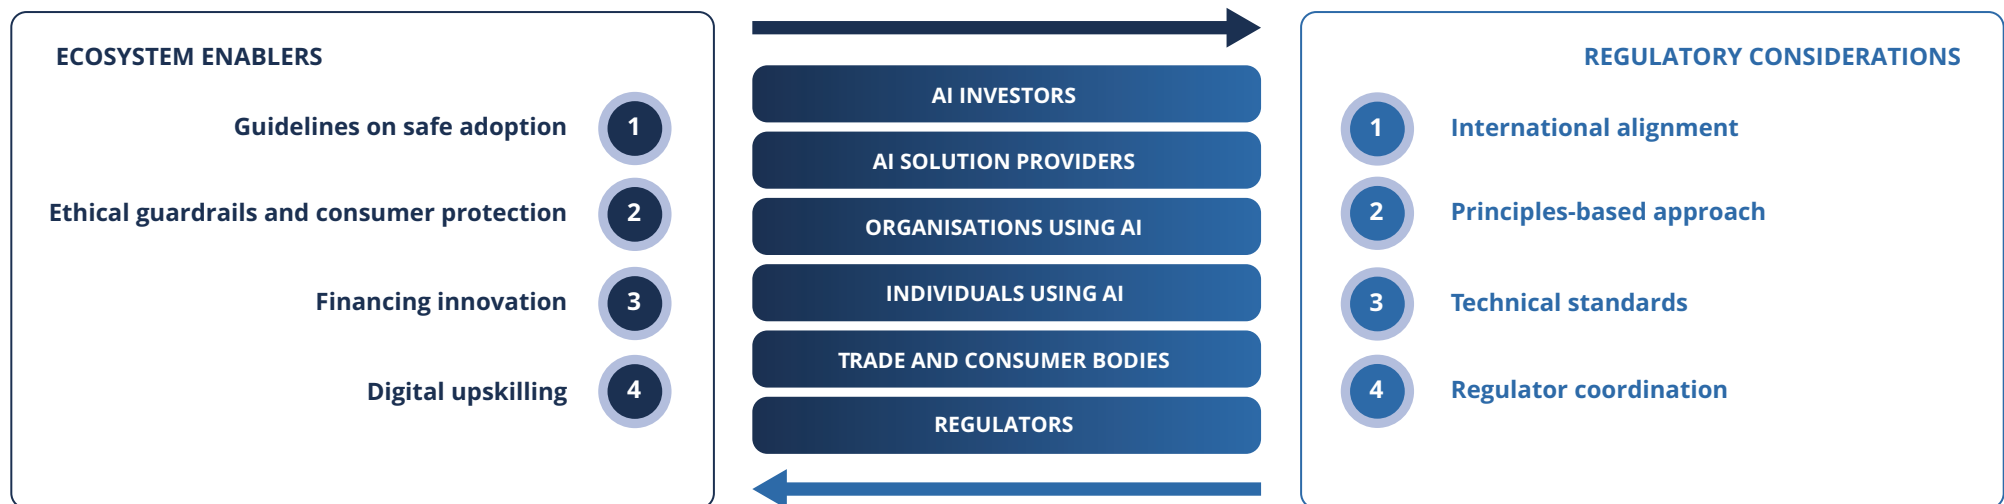 ECOSYSTEM ENABLERS
Guidelines on safe adoption
1
Ethical guardrails and consumer protection
2
Financing innovation
3
Digital upskilling
4
AI INVESTORS
AI SOLUTION PROVIDERS
ORGANISATIONS USING AI
INDIVIDUALS USING AI
TRADE AND CONSUMER BODIES
REGULATORS
REGULATORY CONSIDERATIONS
1
International alignment
2
Principles-based approach
3
Technical standards
4
Regulator coordination